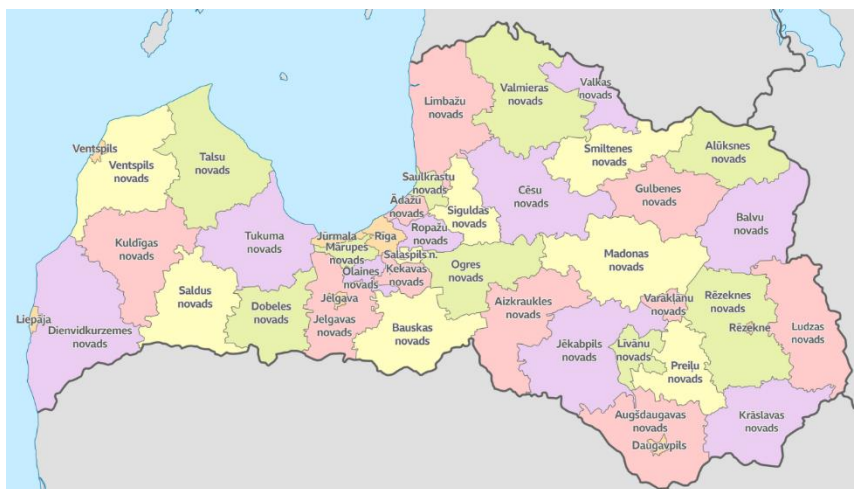 Limbažu
novads
Valmieras
novads
Valkas
novads
Smiltenes
novads
Alūksnes
novads
Ventspils
Ventspils
novads
Talsu
novads
Saulkrastu
novads
Ādažu
novads
Siguldas
novads
Cēsu
novads
Gulbenes
novads
Balvu
novads
Kuldīgas
novads
Tukuma
novads
Jūrmala
Mārupes
novads
Rīga
Ropažu
novads
Salaspils n.
Olaines
novads
Ķekavas
novads
Ogres
novads
Madonas
novads
Saldus
novads
Dobeles
novads
Jelgava
Jelgavas
novads
Bauskas
novads
Aizkraukles
novads
Varakļānu
novads
Rēzeknes
novads
Rēzekne
Ludzas
novads
Liepāja
Dienvidkurzemes
novads
Jēkabpils
novads
Līvānu
novads
Preiļu
novads
Augšdaugavas
novads
Daugavpils
Krāslavas
novads